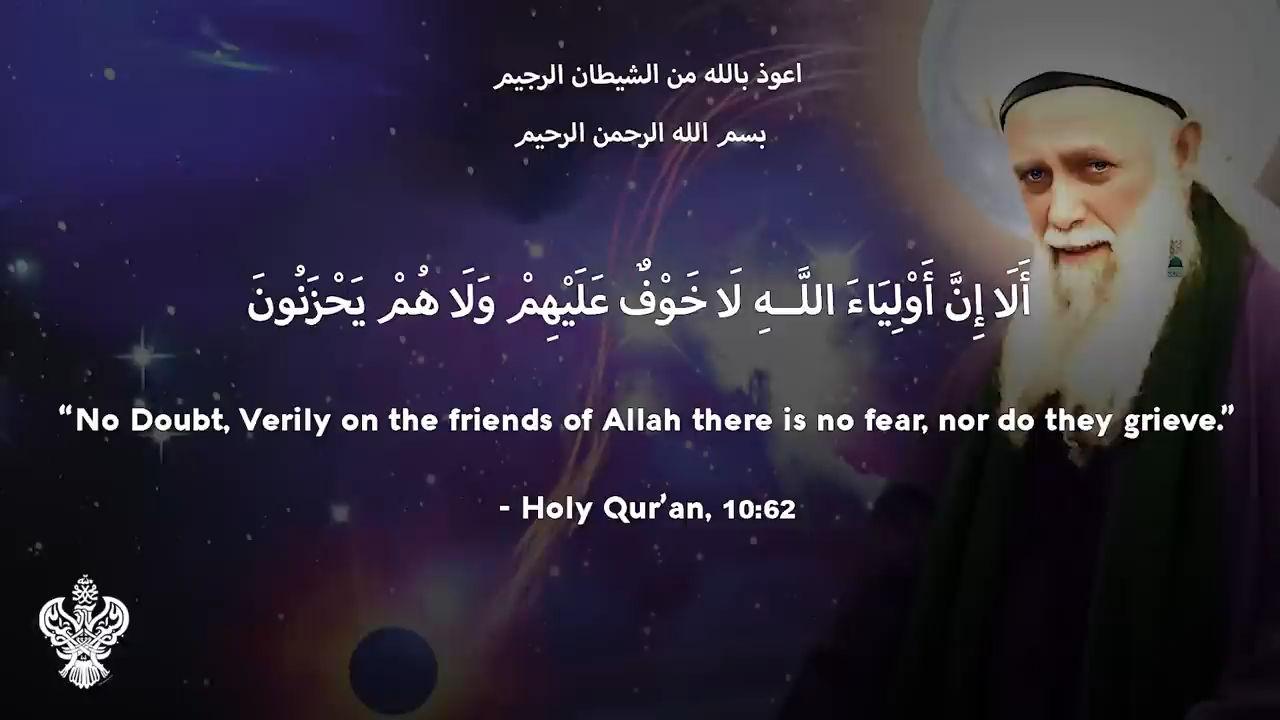 اعوذ بالله من الشيطان الرجيم
بسم الله الرحمن الرحيم
أَلَا إِنَّ أَوْلِيَاءَ اللَّــهِ لَا خَوْفٌ عَلَيْهِمْ وَلَا هُمْ يَحْزَنُونَ
“No Doubt, Verily on the friends of Allah there is no fear, nor do they grieve.”
- Holy Qur’an, 10:62